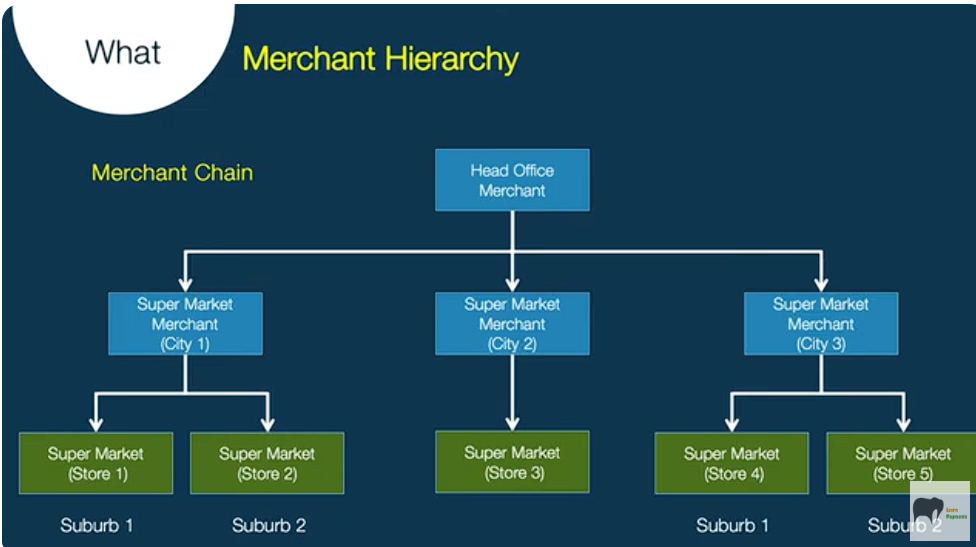 What
Merchant Hierarchy
Merchant Chain
Head Office
Merchant
Super Market
Merchant
(City 1)
Super Market
Merchant
(City 2)
Super Market
Merchant
(City 3)
Super Market
(Store 1)
Super Market
(Store 2)
Super Market
(Store 3)
Super Market
(Store 4)
Super Market
(Store 5)
Suburb 1
Suburb 2
Suburb 1
Suburb 2